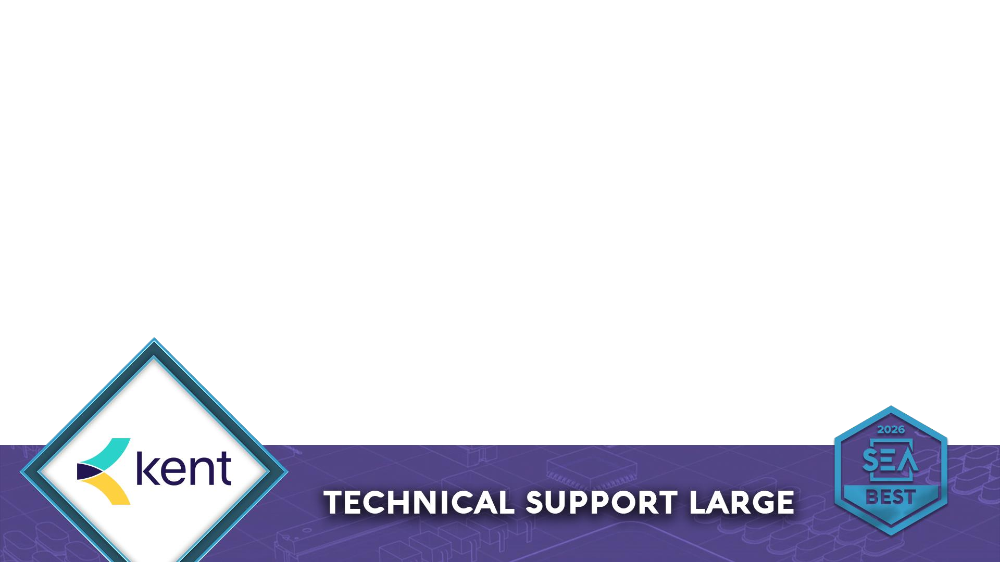 kent
TECHNICAL SUPPORT LARGE
2026
SEA
BEST